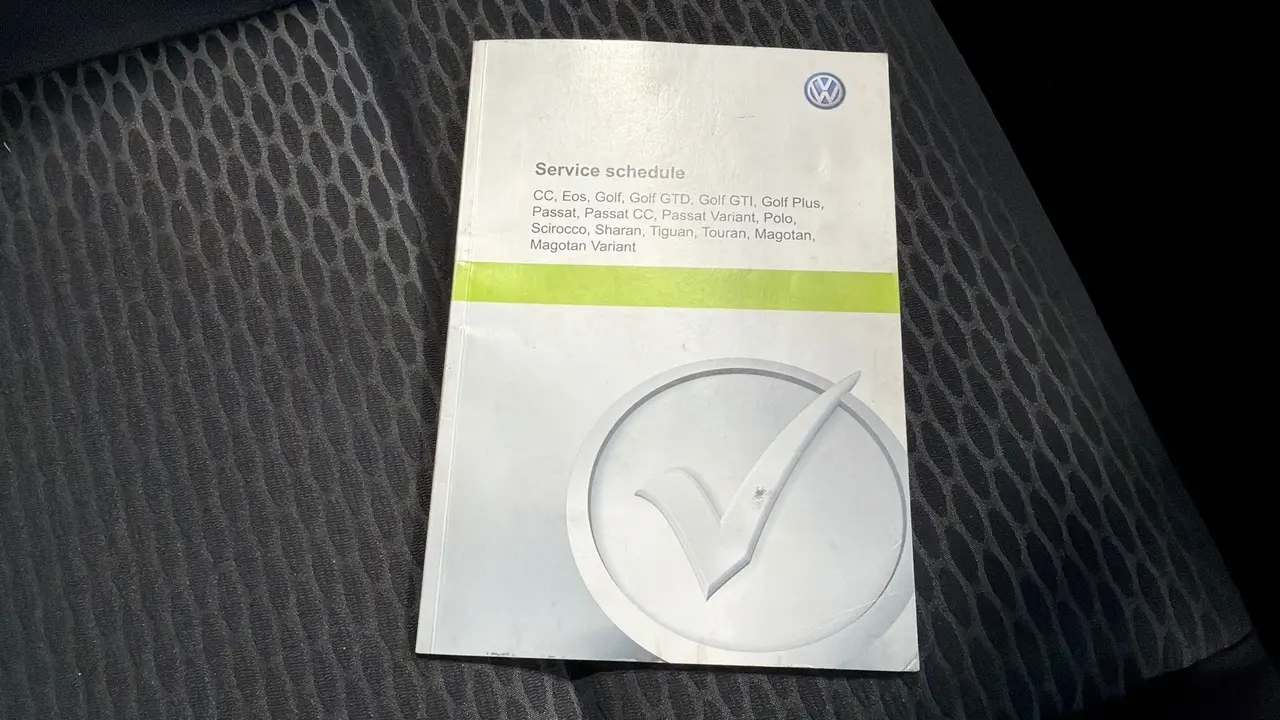 Service schedule
CC, Eos, Golf, Golf GTD, Golf GTI, Golf Plus,
Passat, Passat CC, Passat Variant, Polo,
Scirocco, Sharan, Tiguan, Touran, Magotan,
Magotan Variant